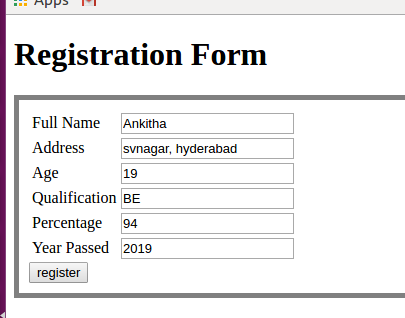 Apps
Registration Form
Full Name Ankitha
Address svnagar, hyderabad
Age 19
Qualification BE
Percentage 94
Year Passed 2019
register